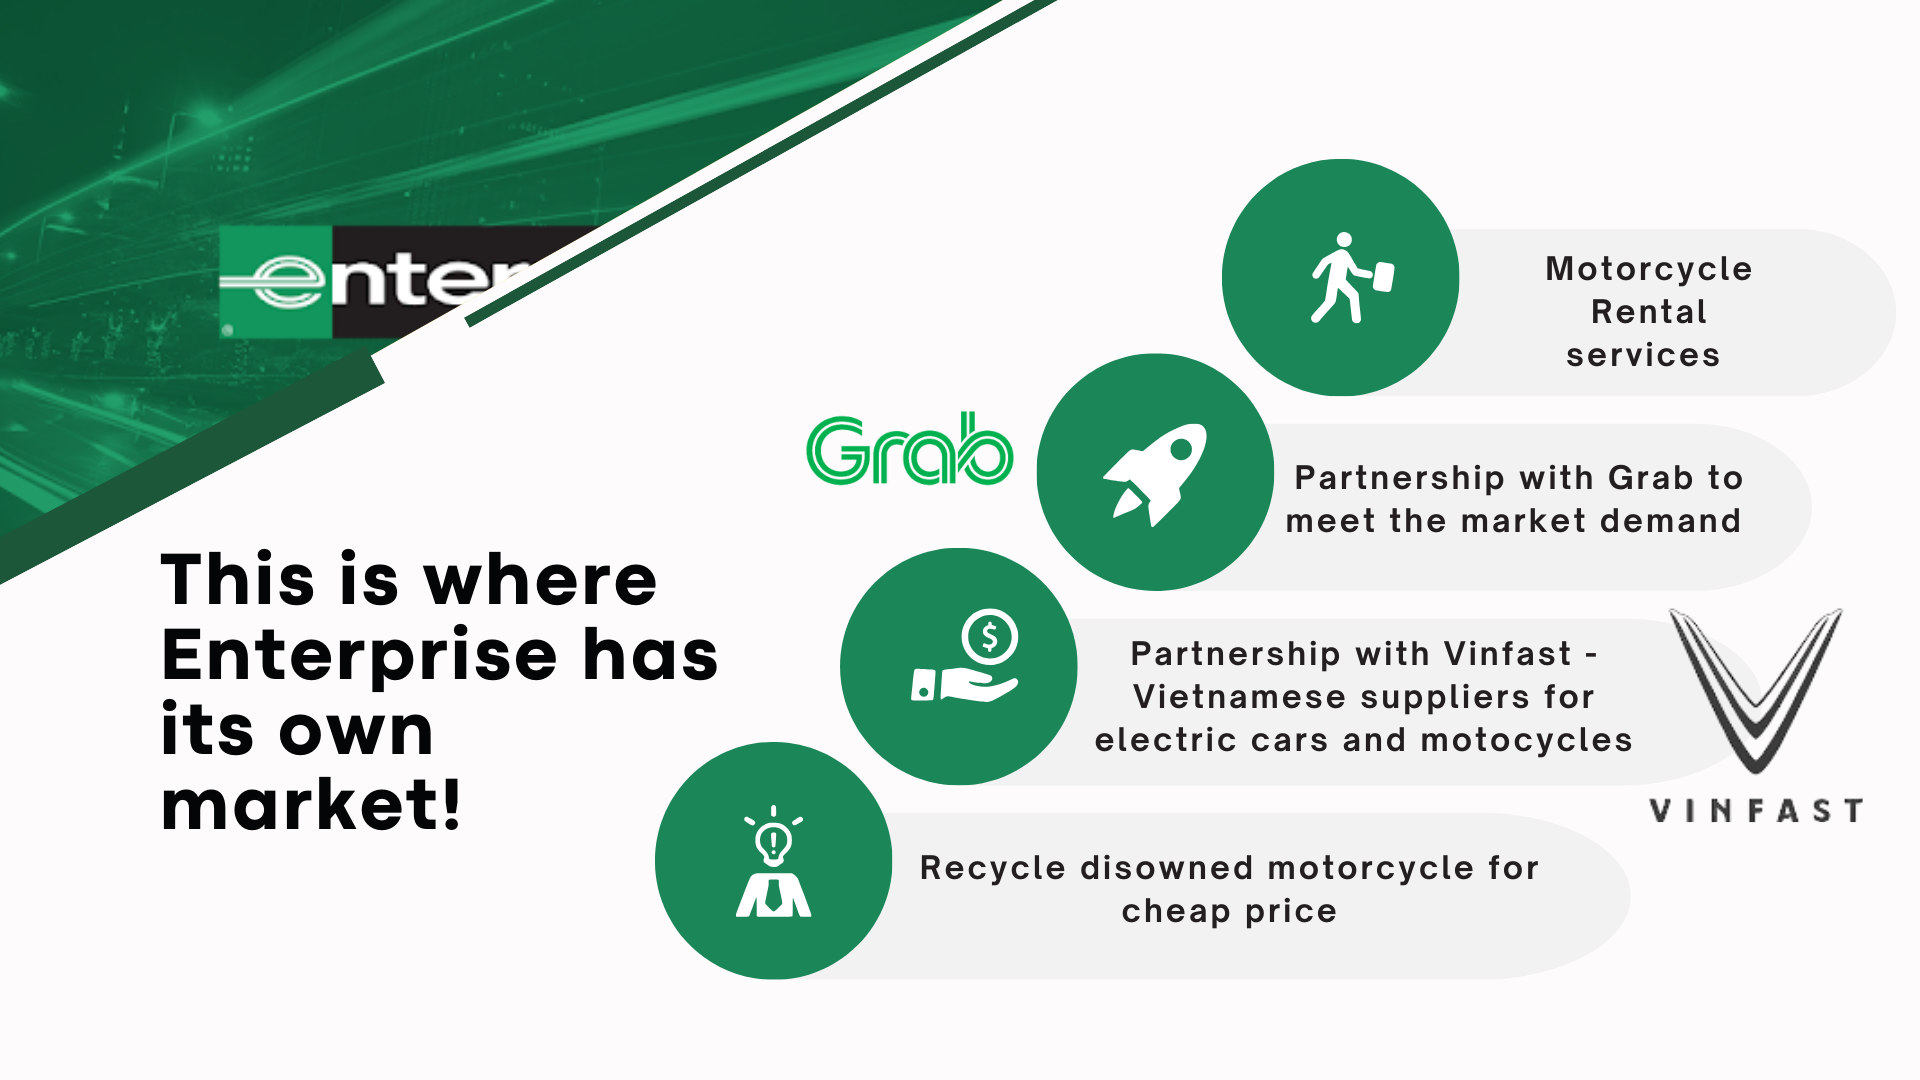 enter
This is where
Enterprise has
its own
market!
Motorcycle
Rental
services
Grab
Partnership with Grab to
meet the market demand
$
Partnership with Vinfast -
Vietnamese suppliers for
electric cars and motocycles
VINFAST
!
Recycle disowned motorcycle for
cheap price